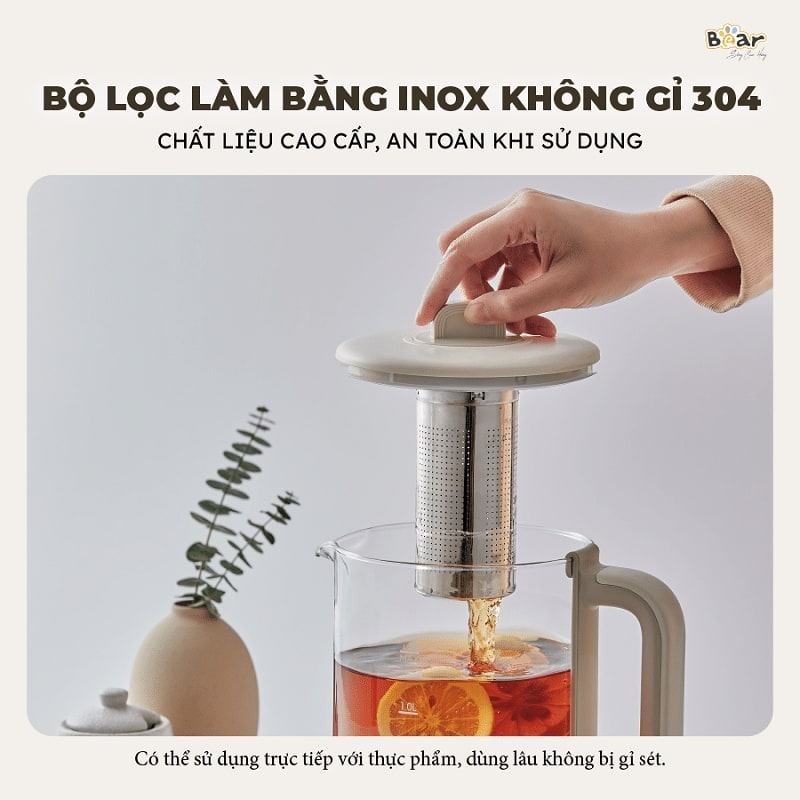 Bear
BỘ LỌC LÀM BẰNG INOX KHÔNG GỈ 304
CHẤT LIỆU CAO CẤP, AN TOÀN KHI SỬ DỤNG
1.0L
Có thể sử dụng trực tiếp với thực phẩm, dùng lâu không bị gỉ sét.